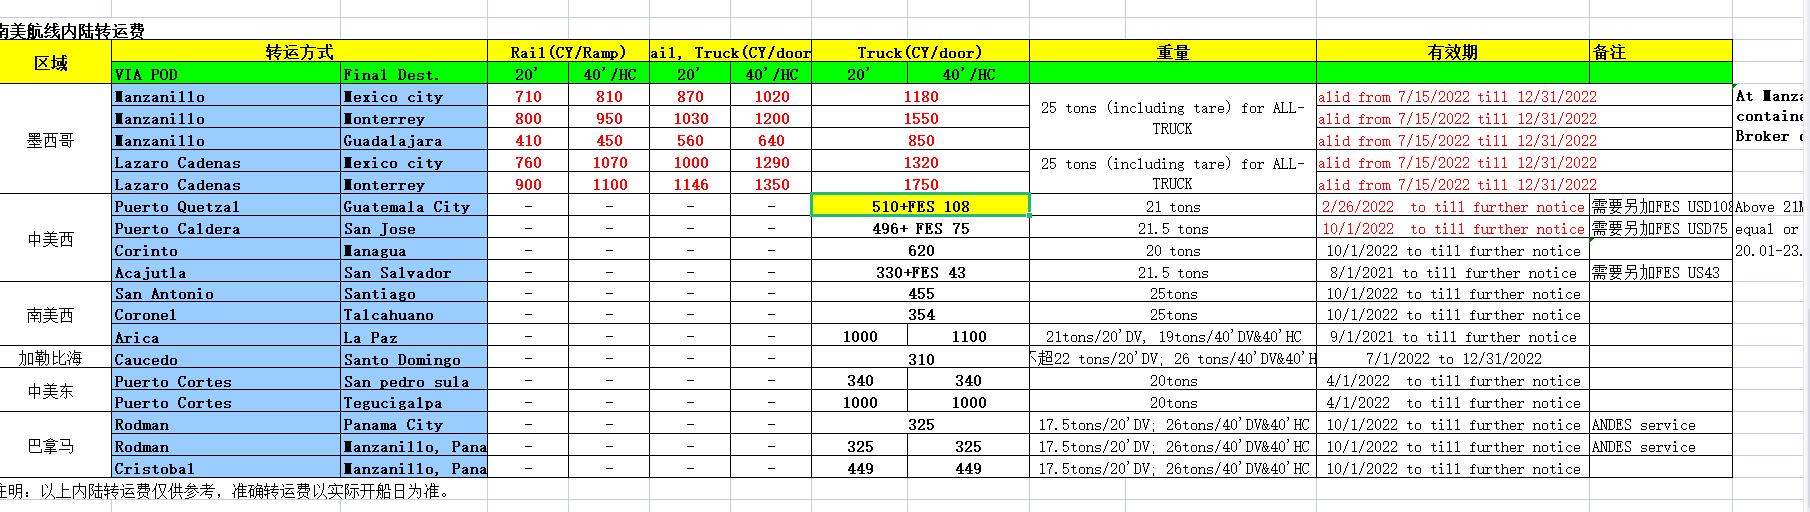 南美航线内陆转运费
区域 转运方式 Rail(CY/Ramp) ail, Truck(CY/door Truck(CY/door) 重量 有效期 备注
VIA POD Final Dest. 20' 40'/HC 20' 40'/HC 20' 40'/HC
墨西哥
Manzanillo Mexico city 710 810 870 1020 1180 25 tons (including tare) for ALL-TRUCK alid from 7/15/2022 till 12/31/2022 At Manza
Manzanillo Monterrey 800 950 1030 1200 1550 alid from 7/15/2022 till 12/31/2022 containe
Manzanillo Guadalajara 410 450 560 640 850 alid from 7/15/2022 till 12/31/2022 Broker c
Lazaro Cadenas Mexico city 760 1070 1000 1290 1320 25 tons (including tare) for ALL-TRUCK alid from 7/15/2022 till 12/31/2022
Lazaro Cadenas Monterrey 900 1100 1146 1350 1750 alid from 7/15/2022 till 12/31/2022
中美西
Puerto Quetzal Guatemala City - - - - 510+FES 108 21 tons 2/26/2022 to till further notice 需要另加FES USD108 Above 21M
Puerto Caldera San Jose - - - - 496+ FES 75 21.5 tons 10/1/2022 to till further notice 需要另加FES USD75 equal or
Corinto Managua - - - - 620 20 tons 10/1/2022 to till further notice 20.01-23.
Acajutla San Salvador - - - - 330+FES 43 21.5 tons 8/1/2021 to till further notice 需要另加FES US43
南美西
San Antonio Santiago - - - - 455 25tons 10/1/2022 to till further notice
Coronel Talcahuano - - - - 354 25tons 10/1/2022 to till further notice
Arica La Paz - - - - 1000 1100 21tons/20'DV, 19tons/40'DV&40'HC 9/1/2021 to till further notice
加勒比海 Caucedo Santo Domingo - - - - 310 不超22 tons/20'DV; 26 tons/40'DV&40'H 7/1/2022 to 12/31/2022
中美东
Puerto Cortes San pedro sula - - - - 340 340 20tons 4/1/2022 to till further notice
Puerto Cortes Tegucigalpa - - - - 1000 1000 20tons 4/1/2022 to till further notice
巴拿马
Rodman Panama City - - - - 325 17.5tons/20'DV; 26tons/40'DV&40'HC 10/1/2022 to till further notice ANDES service
Rodman Manzanillo, Pana - - - - 325 325 17.5tons/20'DV; 26tons/40'DV&40'HC 10/1/2022 to till further notice ANDES service
Cristobal Manzanillo, Pana - - - - 449 449 17.5tons/20'DV; 26tons/40'DV&40'HC 10/1/2022 to till further notice
注明：以上内陆转运费仅供参考，准确转运费以实际开船日为准。